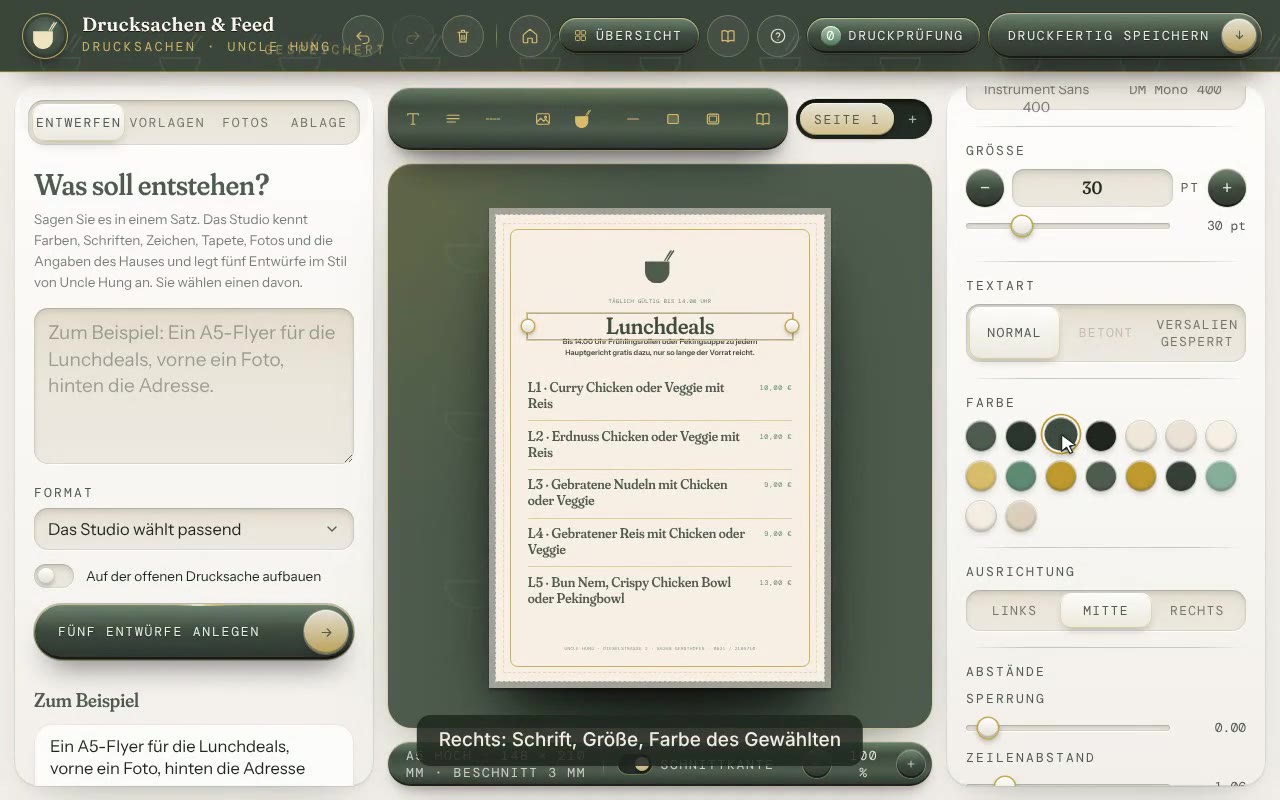 Drucksachen & Feed
DRUCKSACHEN · UNCLE HUNG
GESPEICHERT
ÜBERSICHT
0 DRUCKPRÜFUNG
DRUCKFERTIG SPEICHERN
ENTWERFEN VORLAGEN FOTOS ABLAGE
Was soll entstehen?
Sagen Sie es in einem Satz. Das Studio kennt
Farben, Schriften, Zeichen, Tapete, Fotos und die
Angaben des Hauses und legt fünf Entwürfe im Stil
von Uncle Hung an. Sie wählen einen davon.
Zum Beispiel: Ein A5-Flyer für die
Lunchdeals, vorne ein Foto,
hinten die Adresse.
FORMAT
Das Studio wählt passend
Auf der offenen Drucksache aufbauen
FÜNF ENTWÜRFE ANLEGEN
Zum Beispiel
Ein A5-Flyer für die Lunchdeals,
vorne ein Foto, hinten die Adresse
SEITE 1 +
TÄGLICH GÜLTIG BIS 14.00 UHR
Lunchdeals
Bis 14.00 Uhr Frühlingsrollen oder Pekingsuppe zu jedem
Hauptgericht gratis dazu, nur so lange der Vorrat reicht.
L1 · Curry Chicken oder Veggie mit 10,00 €
Reis
L2 · Erdnuss Chicken oder Veggie mit 10,00 €
Reis
L3 · Gebratene Nudeln mit Chicken 9,00 €
oder Veggie
L4 · Gebratener Reis mit Chicken oder 9,00 €
Veggie
L5 · Bun Nem, Crispy Chicken Bowl 13,00 €
oder Pekingbowl
Rechts: Schrift, Größe, Farbe des Gewählten
A5 HOCH · 148 × 210
MM · BESCHNITT 3 MM
SCHNITTKANTE
100
%
+
Instrument Sans DM Mono 400
400
GRÖSSE
− 30 PT +
30 pt
TEXTART
NORMAL BETONT VERSALIEN
GESPERRT
FARBE
AUSRICHTUNG
LINKS MITTE RECHTS
ABSTÄNDE
SPERRUNG
0.00
ZEILENABSTAND
1.06